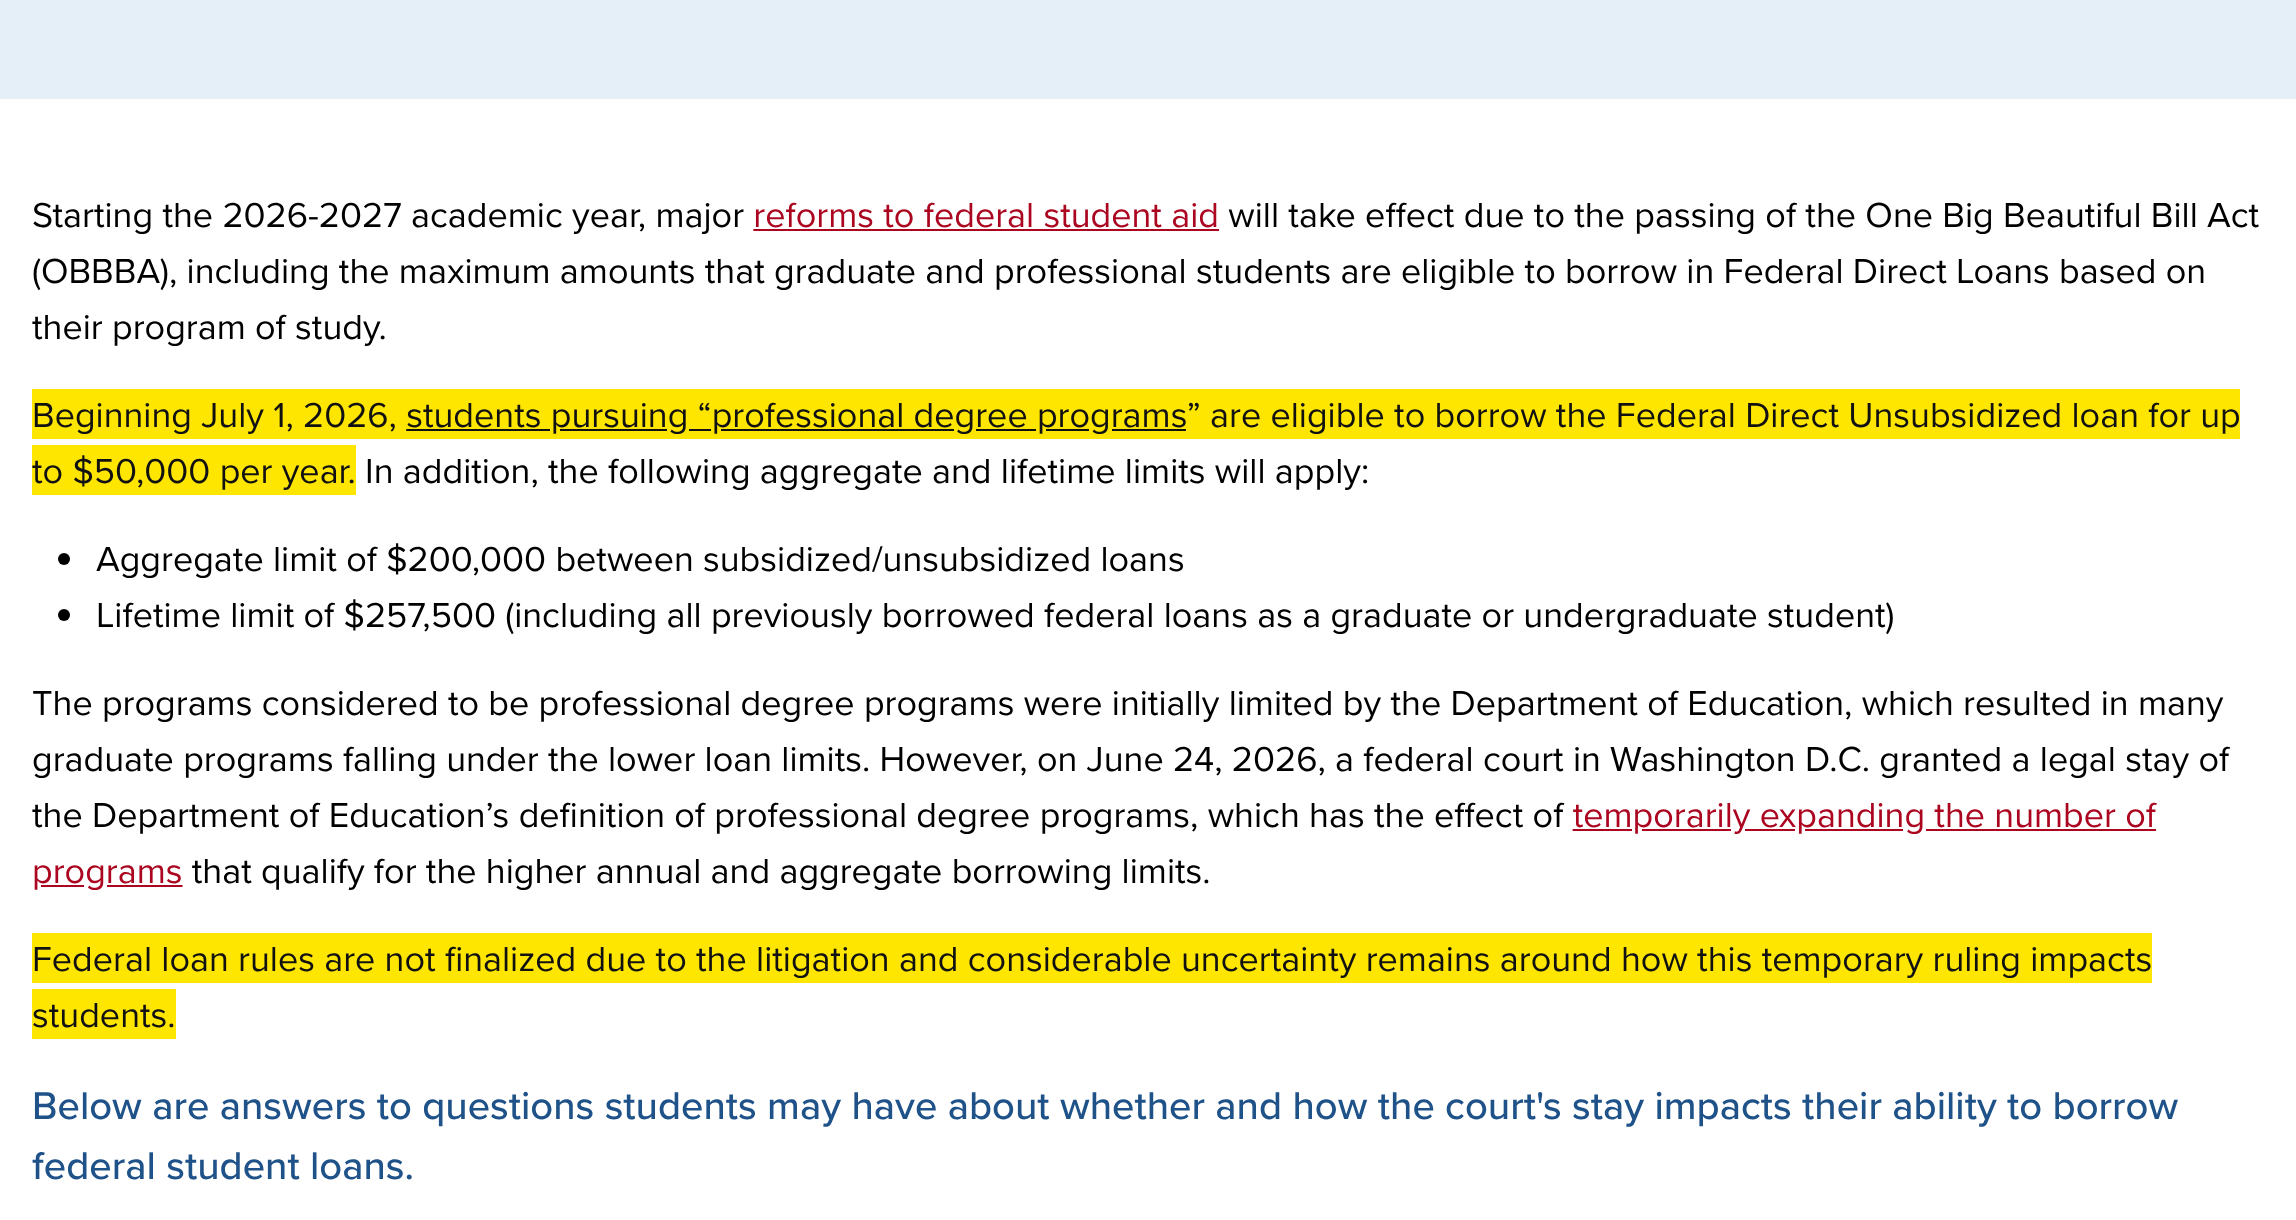 Starting the 2026-2027 academic year, major reforms to federal student aid will take effect due to the passing of the One Big Beautiful Bill Act
(OBBBA), including the maximum amounts that graduate and professional students are eligible to borrow in Federal Direct Loans based on
their program of study.
Beginning July 1, 2026, students pursuing “professional degree programs” are eligible to borrow the Federal Direct Unsubsidized loan for up
to $50,000 per year. In addition, the following aggregate and lifetime limits will apply:
• Aggregate limit of $200,000 between subsidized/unsubsidized loans
• Lifetime limit of $257,500 (including all previously borrowed federal loans as a graduate or undergraduate student)
The programs considered to be professional degree programs were initially limited by the Department of Education, which resulted in many
graduate programs falling under the lower loan limits. However, on June 24, 2026, a federal court in Washington D.C. granted a legal stay of
the Department of Education’s definition of professional degree programs, which has the effect of temporarily expanding the number of
programs that qualify for the higher annual and aggregate borrowing limits.
Federal loan rules are not finalized due to the litigation and considerable uncertainty remains around how this temporary ruling impacts
students.
Below are answers to questions students may have about whether and how the court's stay impacts their ability to borrow
federal student loans.